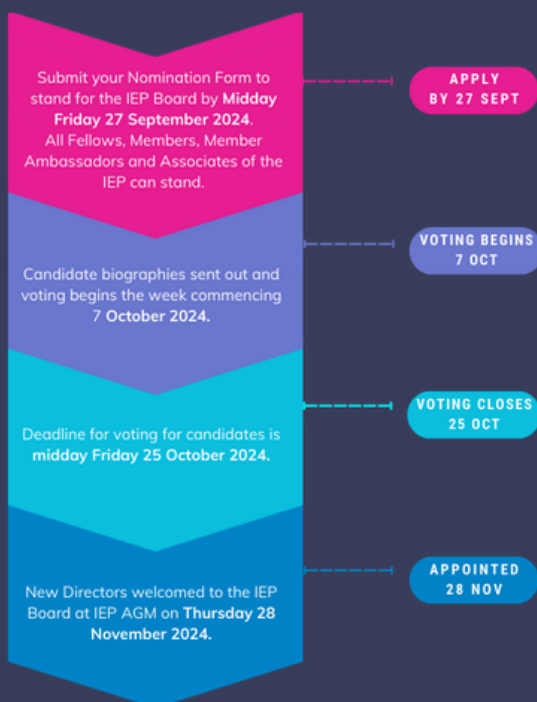 Submit your Nomination Form to
stand for the IEP Board by Midday
Friday 27 September 2024.
All Fellows, Members, Member
Ambassadors and Associates of the
IEP can stand.
APPLY
BY 27 SEPT
Candidate biographies sent out and
voting begins the week commencing
7 October 2024.
VOTING BEGINS
7 OCT
Deadline for voting for candidates is
midday Friday 25 October 2024.
VOTING CLOSES
25 OCT
New Directors welcomed to the IEP
Board at IEP AGM on Thursday 28
November 2024.
APPOINTED
28 NOV